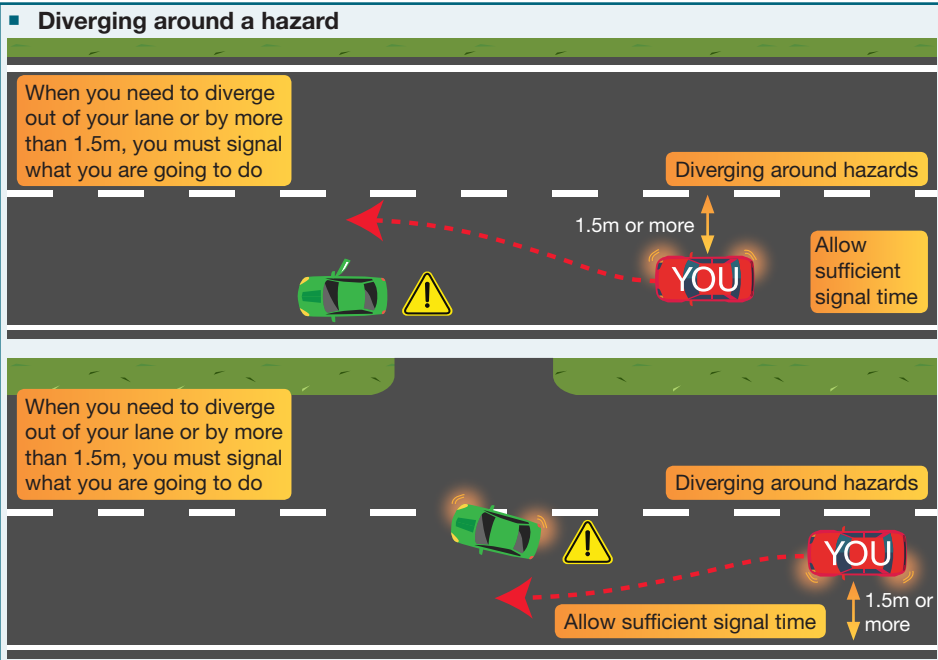 Diverging around a hazard
When you need to diverge
out of your lane or by more
than 1.5m, you must signal
what you are going to do
Diverging around hazards
1.5m or more
Allow
sufficient
signal time
YOU
When you need to diverge
out of your lane or by more
than 1.5m, you must signal
what you are going to do
Diverging around hazards
YOU
1.5m or
more
Allow sufficient signal time